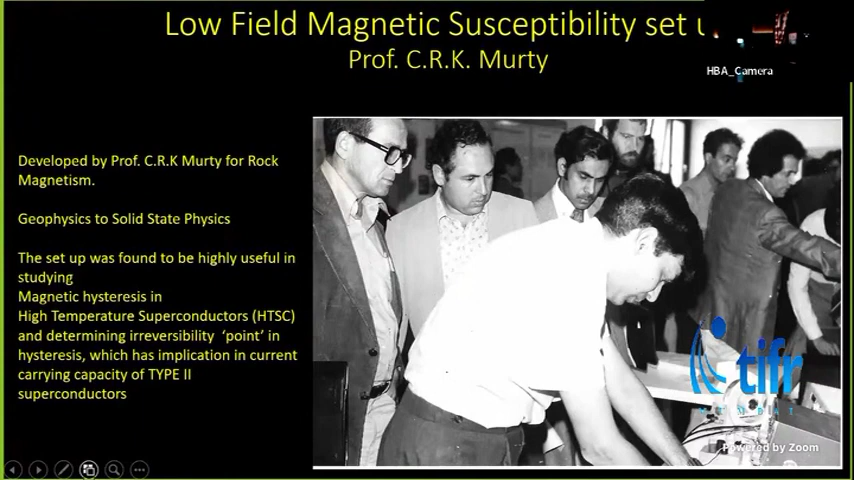 Low Field Magnetic Susceptibility set
Prof. C.R.K. Murty
HBA_Camera
Developed by Prof. C.R.K Murty for Rock
Magnetism.
Geophysics to Solid State Physics
The set up was found to be highly useful in
studying
Magnetic hysteresis in
High Temperature Superconductors (HTSC)
and determining irreversibility ‘point’ in
hysteresis, which has implication in current
carrying capacity of TYPE II
superconductors
tifr
MUMBAI
Powered by Zoom